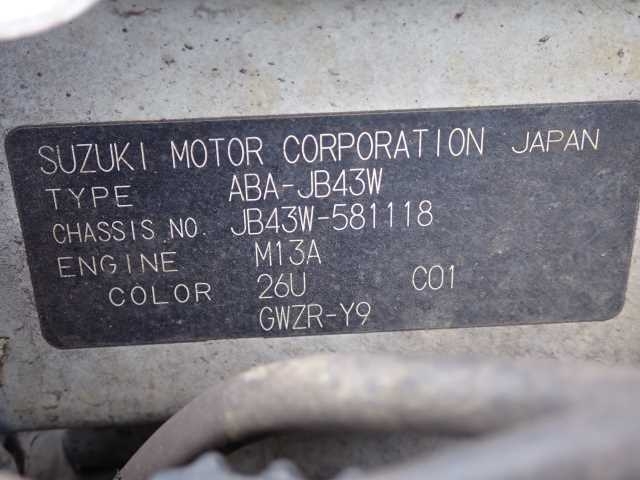 SUZUKI MOTOR CORPORATION JAPAN
TYPE ABA-JB43W
CHASSIS NO. JB43W-581118
ENGINE M13A
COLOR 26U C01
GWZR-Y9